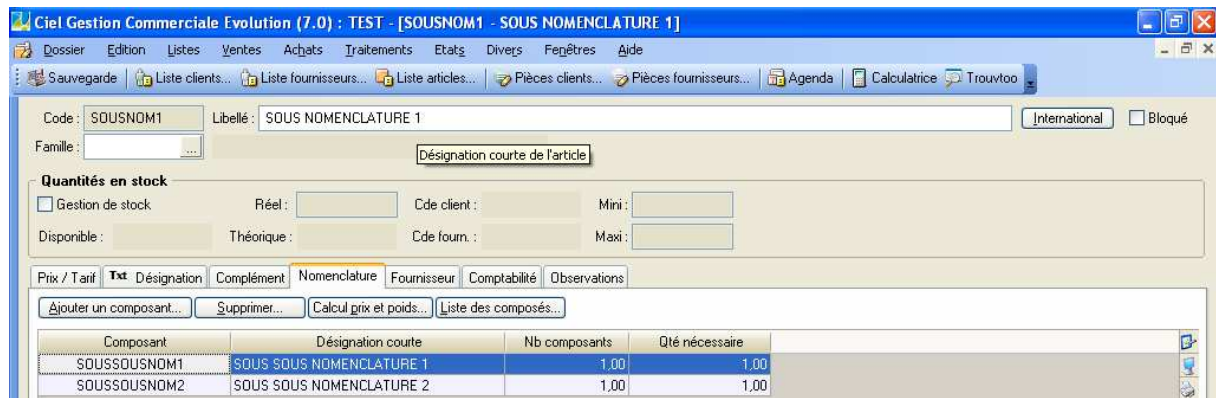 Ciel Gestion Commerciale Evolution (7.0) : TEST - [SOUSNOM1 - SOUS NOMENCLATURE 1]
Dossier Edition Listes Ventes Achats Traitements Etats Divers Fenêtres Aide
Sauvegarde Liste clients... Liste fournisseurs... Liste articles... Pièces clients... Pièces fournisseurs... Agenda Calculatrice Trouvtoo
Code : SOUSNOM1 Libellé : SOUS NOMENCLATURE 1 International Bloqué
Famille : ...
Désignation courte de l'article
Quantités en stock
Gestion de stock Réel : Cde client : Mini :
Disponible : Théorique : Cde fourn. : Maxi :
Prix / Tarif Txt Désignation Complément Nomenclature Fournisseur Comptabilité Observations
Ajouter un composant... Supprimer... Calcul prix et poids... Liste des composés...
Composant Désignation courte Nb composants Qté nécessaire
SOUSSOUSNOM1 SOUS SOUS NOMENCLATURE 1 1,00 1,00
SOUSSOUSNOM2 SOUS SOUS NOMENCLATURE 2 1,00 1,00